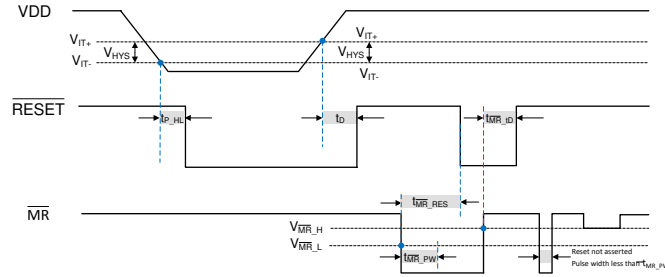 VDD
VIT+
VHYS
VIT-
VIT+
VHYS
VIT-
RESET
tP_HL
tD
tMR_tD
MR
tMR_RES
VMR_H
VMR_L
tMR_PW
Reset not asserted
Pulse width less than tMR_PW